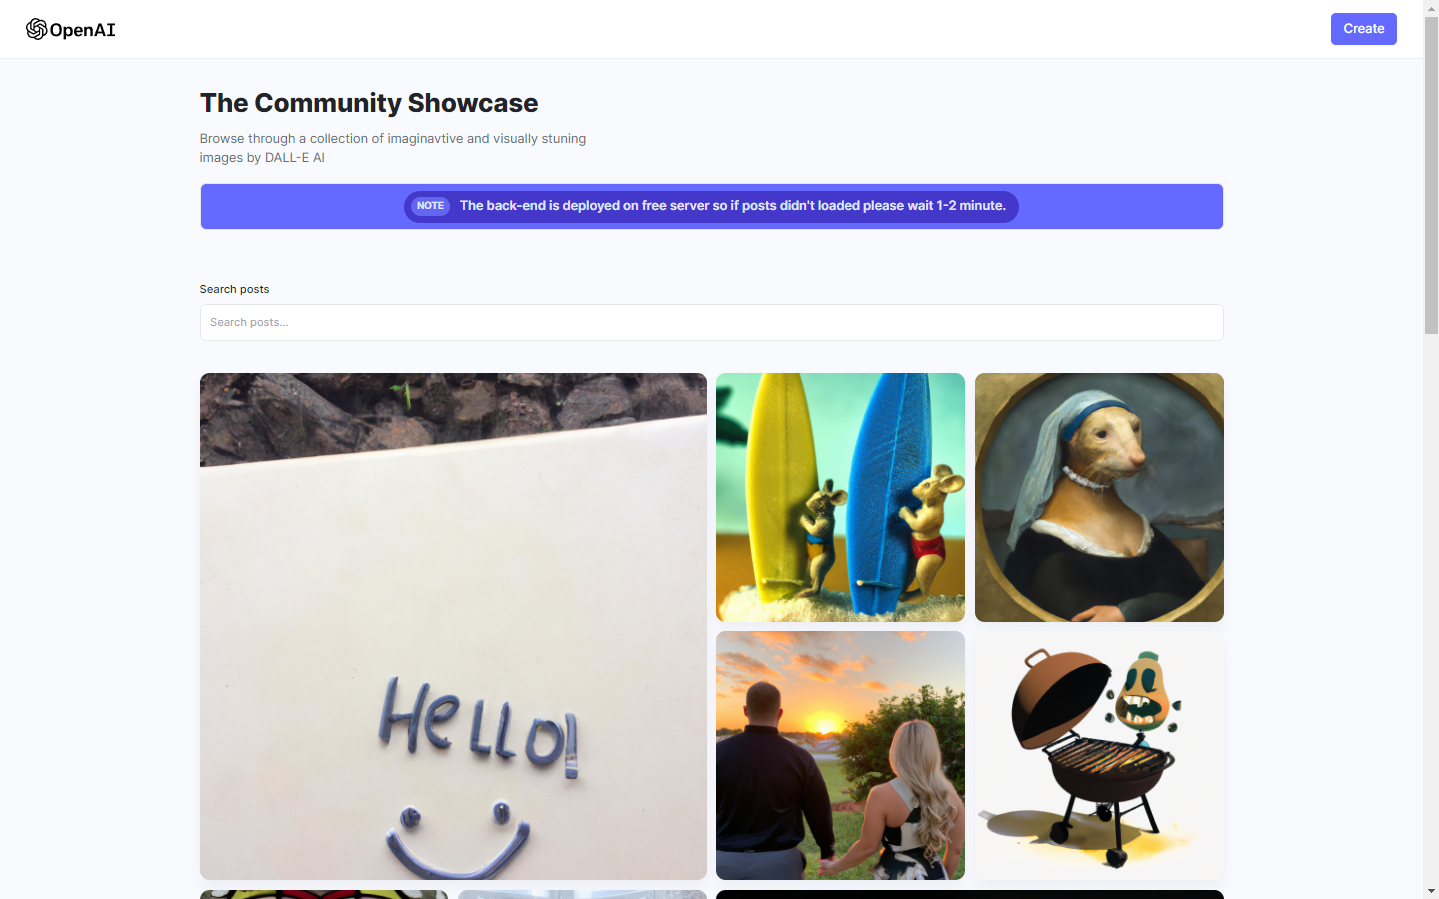 OpenAI
Create
The Community Showcase
Browse through a collection of imaginavtive and visually stuning
images by DALL-E AI
NOTE The back-end is deployed on free server so if posts didn't loaded please wait 1-2 minute.
Search posts
Search posts...
Hello!